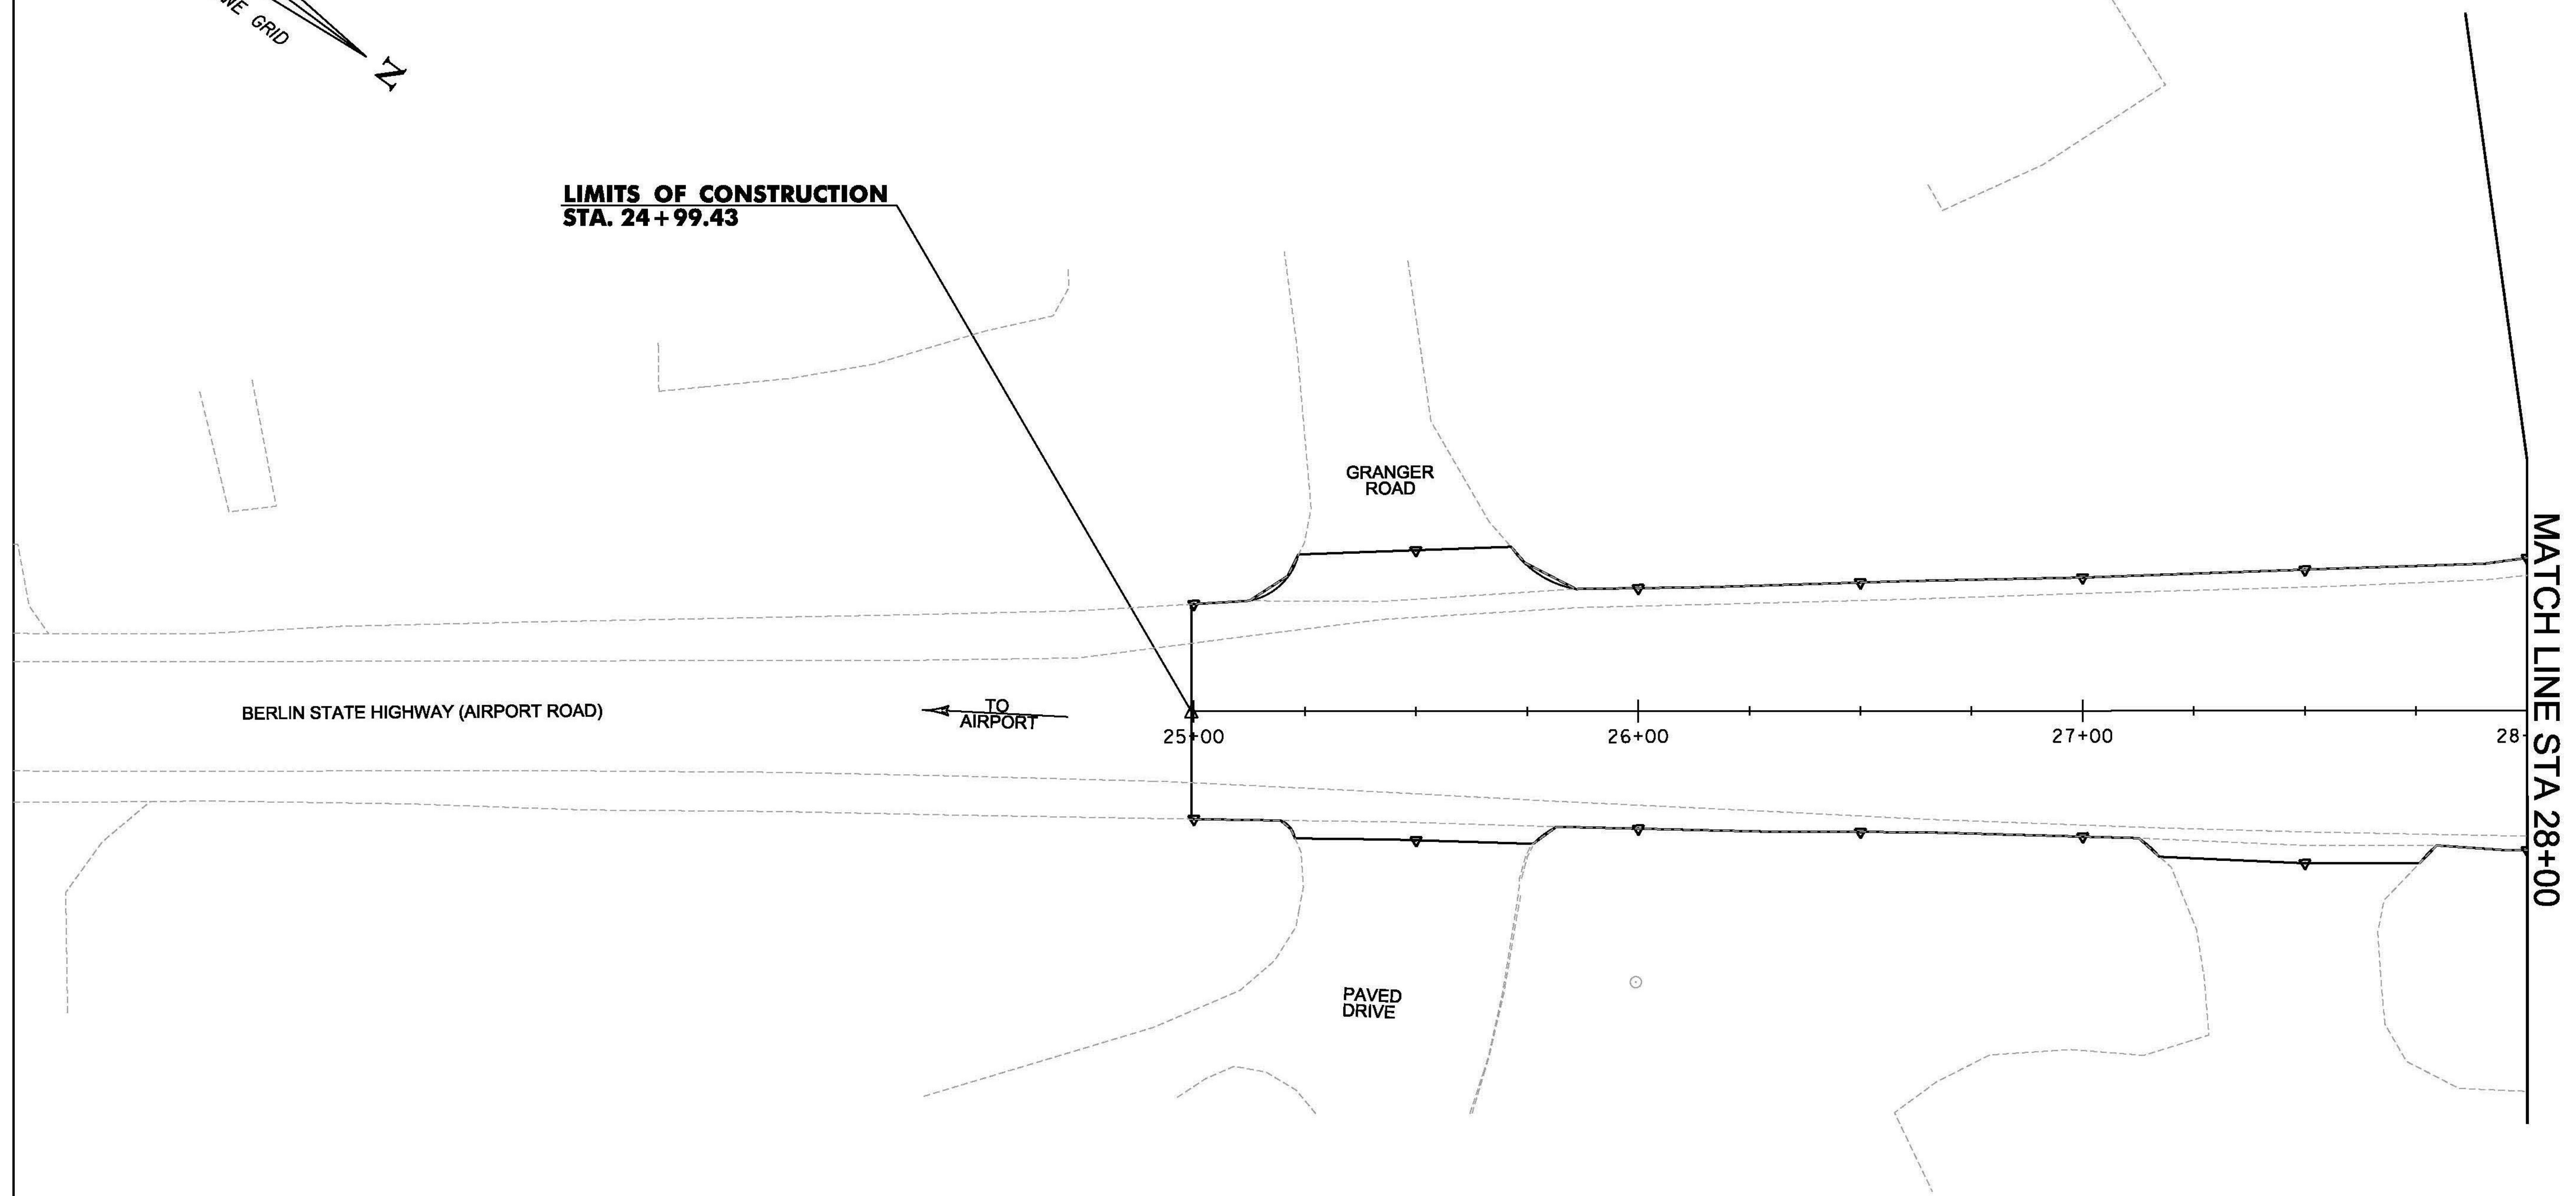 GRID
N
LIMITS OF CONSTRUCTION
STA. 24+99.43
GRANGER
ROAD
BERLIN STATE HIGHWAY (AIRPORT ROAD)
TO
AIRPORT
25+00
26+00
27+00
28
MATCH LINE STA 28+00
PAVED
DRIVE